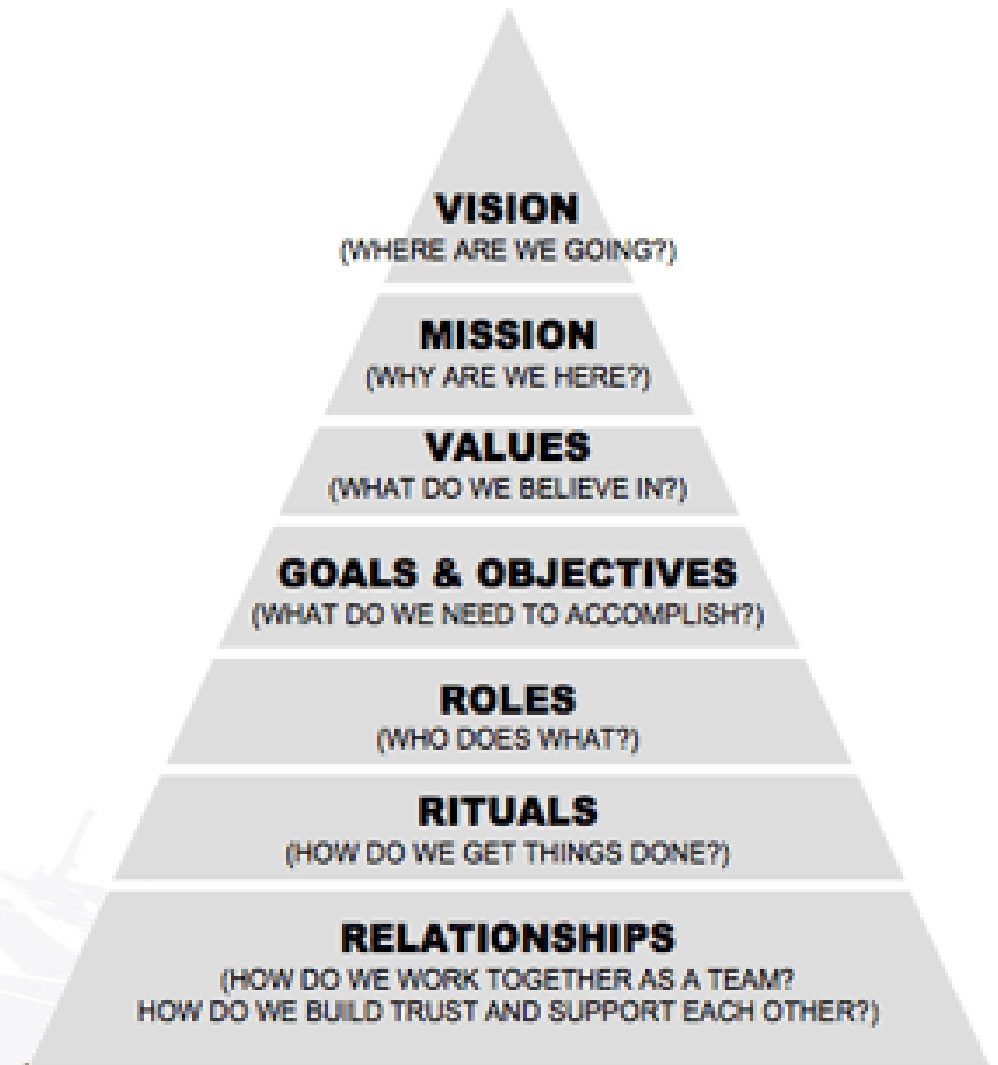 VISION
(WHERE ARE WE GOING?)
MISSION
(WHY ARE WE HERE?)
VALUES
(WHAT DO WE BELIEVE IN?)
GOALS & OBJECTIVES
(WHAT DO WE NEED TO ACCOMPLISH?)
ROLES
(WHO DOES WHAT?)
RITUALS
(HOW DO WE GET THINGS DONE?)
RELATIONSHIPS
(HOW DO WE WORK TOGETHER AS A TEAM?
HOW DO WE BUILD TRUST AND SUPPORT EACH OTHER?)